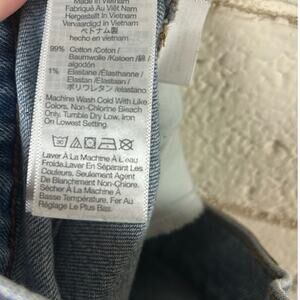 Made in Vietnam
Fabriqué Au Viêt Nam
Hergestellt in Vietnam
Vervaardigd in Vietnam
ベトナム製
hecho en vietnam
99% Cotton /Coton /
Baumwolle /Katoen /綿 /
algodón
1% Elastane /Élasthanne /
Elastan /Elastaan /
ポリウレタン /elastano
Machine Wash Cold With Like
Colors. Non-Chlorine Bleach
Only. Tumble Dry Low, Iron
On Lowest Setting.
Laver À La Machine À L'eau
Froide.Laver En Séparant Les
Couleurs. Seulement Agent
De Blanchiment Non-Chlore.
Sécher À La Machine À
Basse Température, Fer Au
Réglage Le Plus Bas.